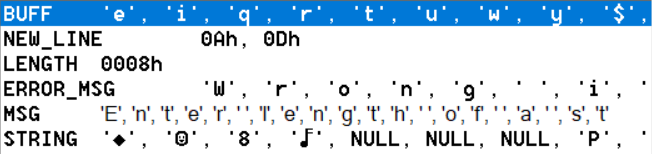 BUFF 'e', 'i', 'q', 'r', 't', 'u', 'w', 'y', '$',
NEW_LINE 0Ah, 0Dh
LENGTH 0008h
ERROR_MSG 'W', 'r', 'o', 'n', 'g', ' ', 'i', '
MSG 'E', 'n', 't', 'e', 'r', ' ', 'l', 'e', 'n', 'g', 't', 'h', ' ', 'o', 'f', ' ', 'a', ' ', 's', 't'
STRING '◆', '☺', '8', '♪', NULL, NULL, NULL, 'P', '